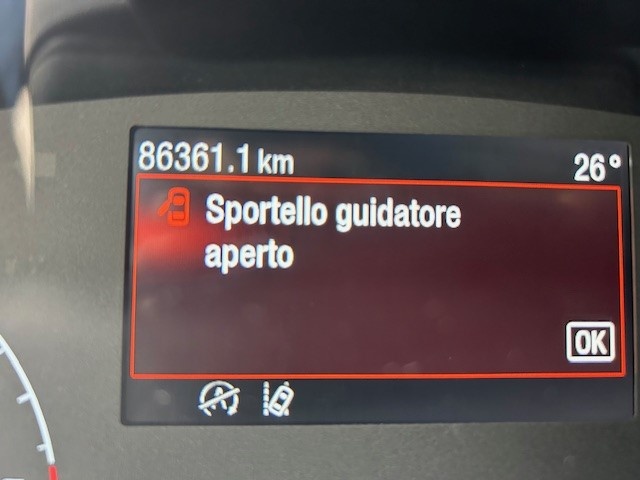 86361.1 km 26°
Sportello guidatore
aperto
OK